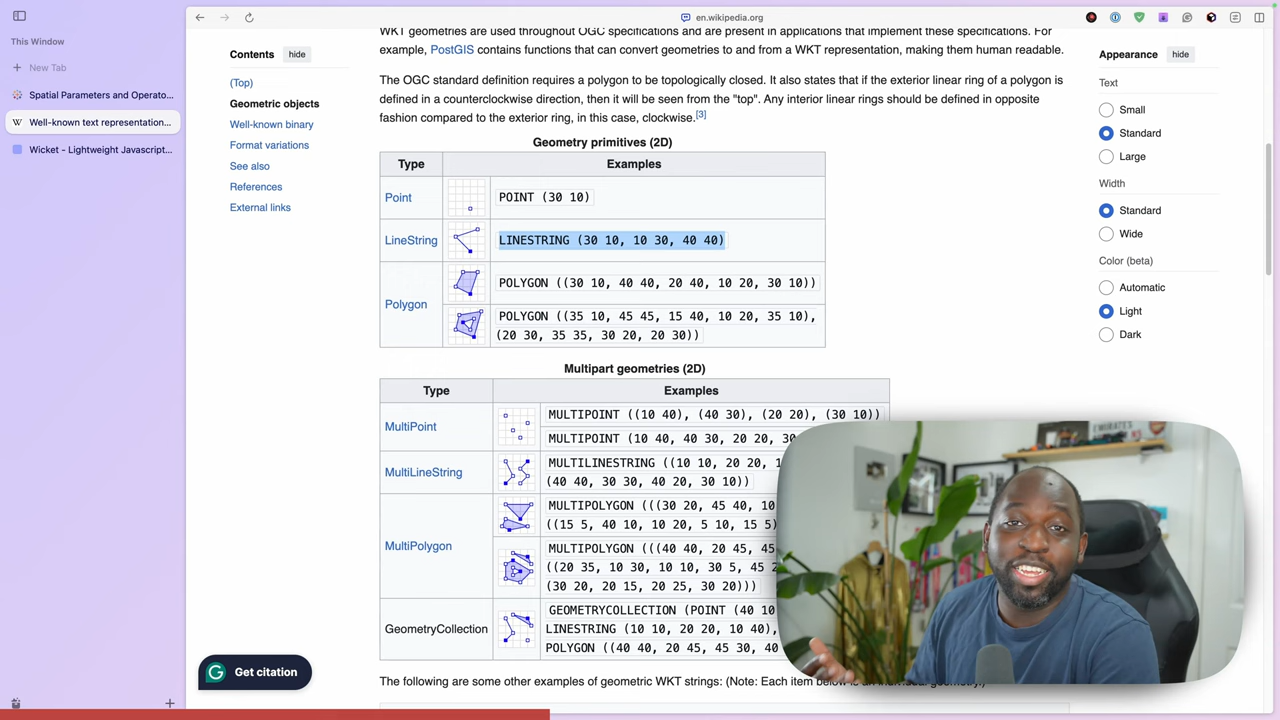 en.wikipedia.org
This Window
New Tab
Spatial Parameters and Operato...
Well-known text representation...
Wicket - Lightweight Javascript...
Contents
hide
(Top)
Geometric objects
Well-known binary
Format variations
See also
References
External links
WKT geometries are used throughout OGC specifications and are present in applications that implement these specifications. For
example, PostGIS contains functions that can convert geometries to and from a WKT representation, making them human readable.
The OGC standard definition requires a polygon to be topologically closed. It also states that if the exterior linear ring of a polygon is
defined in a counterclockwise direction, then it will be seen from the "top". Any interior linear rings should be defined in opposite
fashion compared to the exterior ring, in this case, clockwise.[3]
Geometry primitives (2D)
Type Examples
Point POINT (30 10)
LineString LINESTRING (30 10, 10 30, 40 40)
Polygon
POLYGON ((30 10, 40 40, 20 40, 10 20, 30 10))
POLYGON ((35 10, 45 45, 15 40, 10 20, 35 10),
(20 30, 35 35, 30 20, 20 30))
Multipart geometries (2D)
Type Examples
MultiPoint
MULTIPOINT ((10 40), (40 30), (20 20), (30 10))
MULTIPOINT (10 40, 40 30, 20 20, 30
MultiLineString
MULTILINESTRING ((10 10, 20 20, 1
(40 40, 30 30, 40 20, 30 10))
MultiPolygon
MULTIPOLYGON (((30 20, 45 40, 10
((15 5, 40 10, 10 20, 5 10, 15 5)
MULTIPOLYGON (((40 40, 20 45, 45
((20 35, 10 30, 10 10, 30 5, 45 2
(30 20, 20 15, 20 25, 30 20)))
GeometryCollection
GEOMETRYCOLLECTION (POINT (40 10
LINESTRING (10 10, 20 20, 10 40),
POLYGON ((40 40, 20 45, 45 30, 40
The following are some other examples of geometric WKT strings: (Note: Each item below is an individual geometry.)
Appearance
hide
Text
Small
Standard
Large
Width
Standard
Wide
Color (beta)
Automatic
Light
Dark
Get citation
EMIRATES